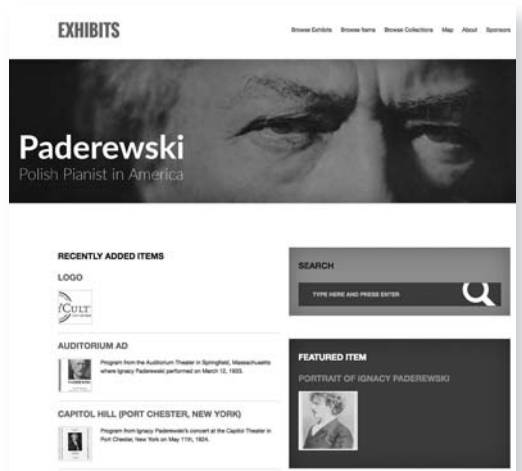 EXHIBITS
Browse Exhibits Browse Items Browse Collections Map About Sponsors
Paderewski
Polish Pianist in America
RECENTLY ADDED ITEMS
LOGO
CULT
AUDITORIUM AD
Program from the Auditorium Theater in Springfield, Massachusetts
where Ignacy Paderewski performed on March 12, 1933.
CAPITOL HILL (PORT CHESTER, NEW YORK)
Program from Ignacy Paderewski's concert at the Capitol Theater in
Port Chester, New York on May 11th, 1924.
SEARCH
TYPE HERE AND PRESS ENTER
FEATURED ITEM
PORTRAIT OF IGNACY PADEREWSKI